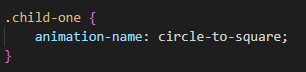 .child-one {
    animation-name: circle-to-square;
}